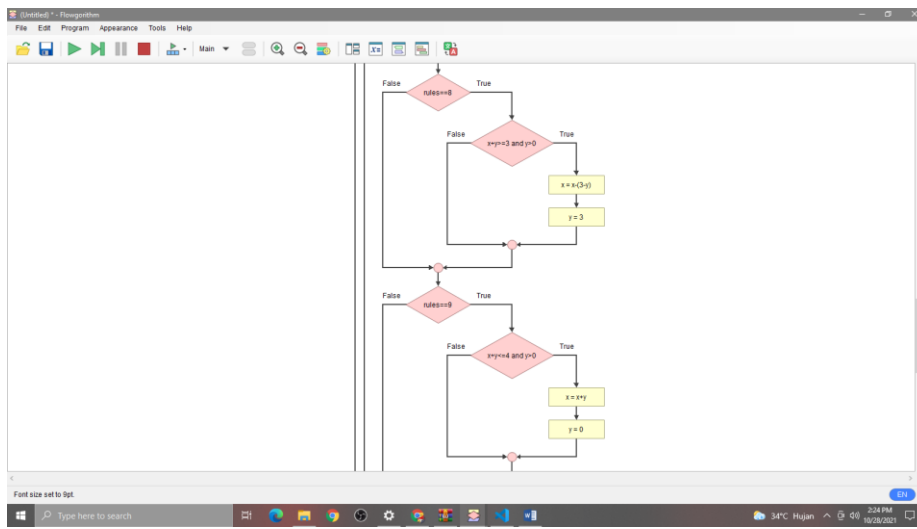 (Untitled) * - Flowgorithm
File Edit Program Appearance Tools Help
Main
False True
rules==8
False True
x+y>=3 and y>0
x = x-(3-y)
y = 3
False True
rules==9
False True
x+y<=4 and y>0
x = x+y
y = 0
Font size set to 9pt.
EN
Type here to search
34°C Hujan
2:24 PM
10/28/2021